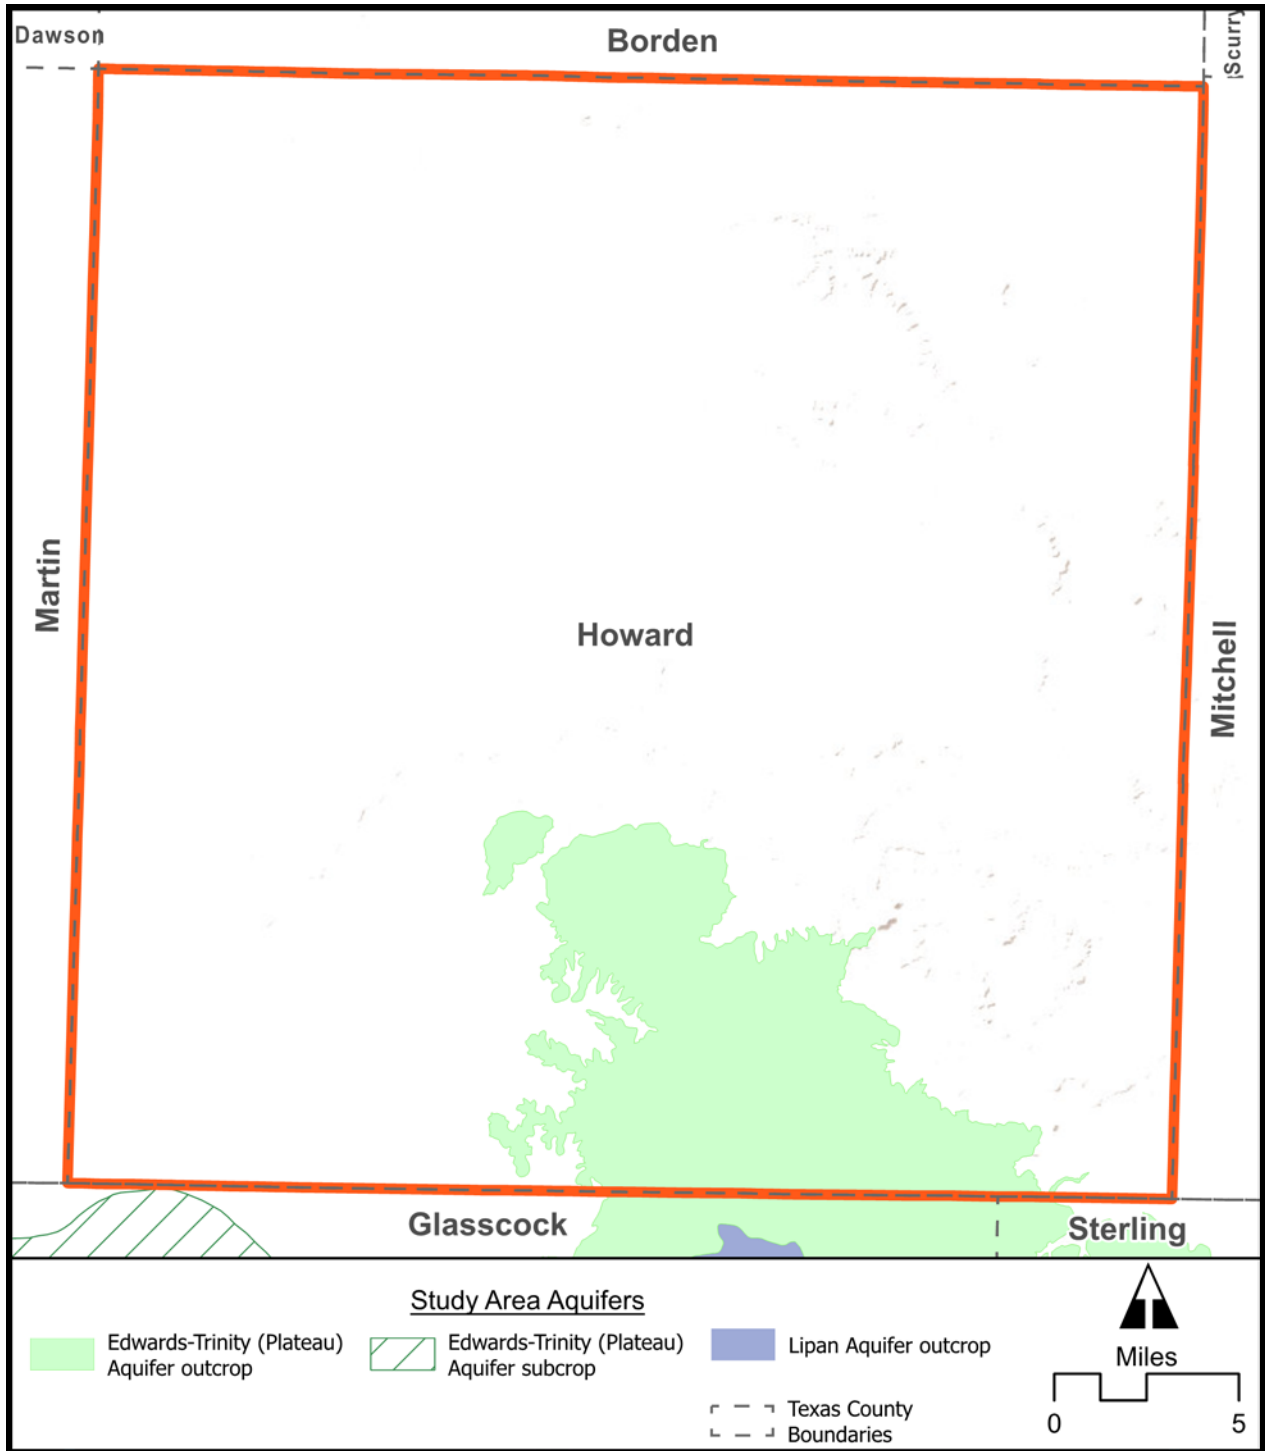 Dawson
Borden
Scurry
Martin
Howard
Mitchell
Glasscock
Sterling
Study Area Aquifers
Edwards-Trinity (Plateau)
Aquifer outcrop
Edwards-Trinity (Plateau)
Aquifer subcrop
Lipan Aquifer outcrop
Texas County
Boundaries
Miles
0 5